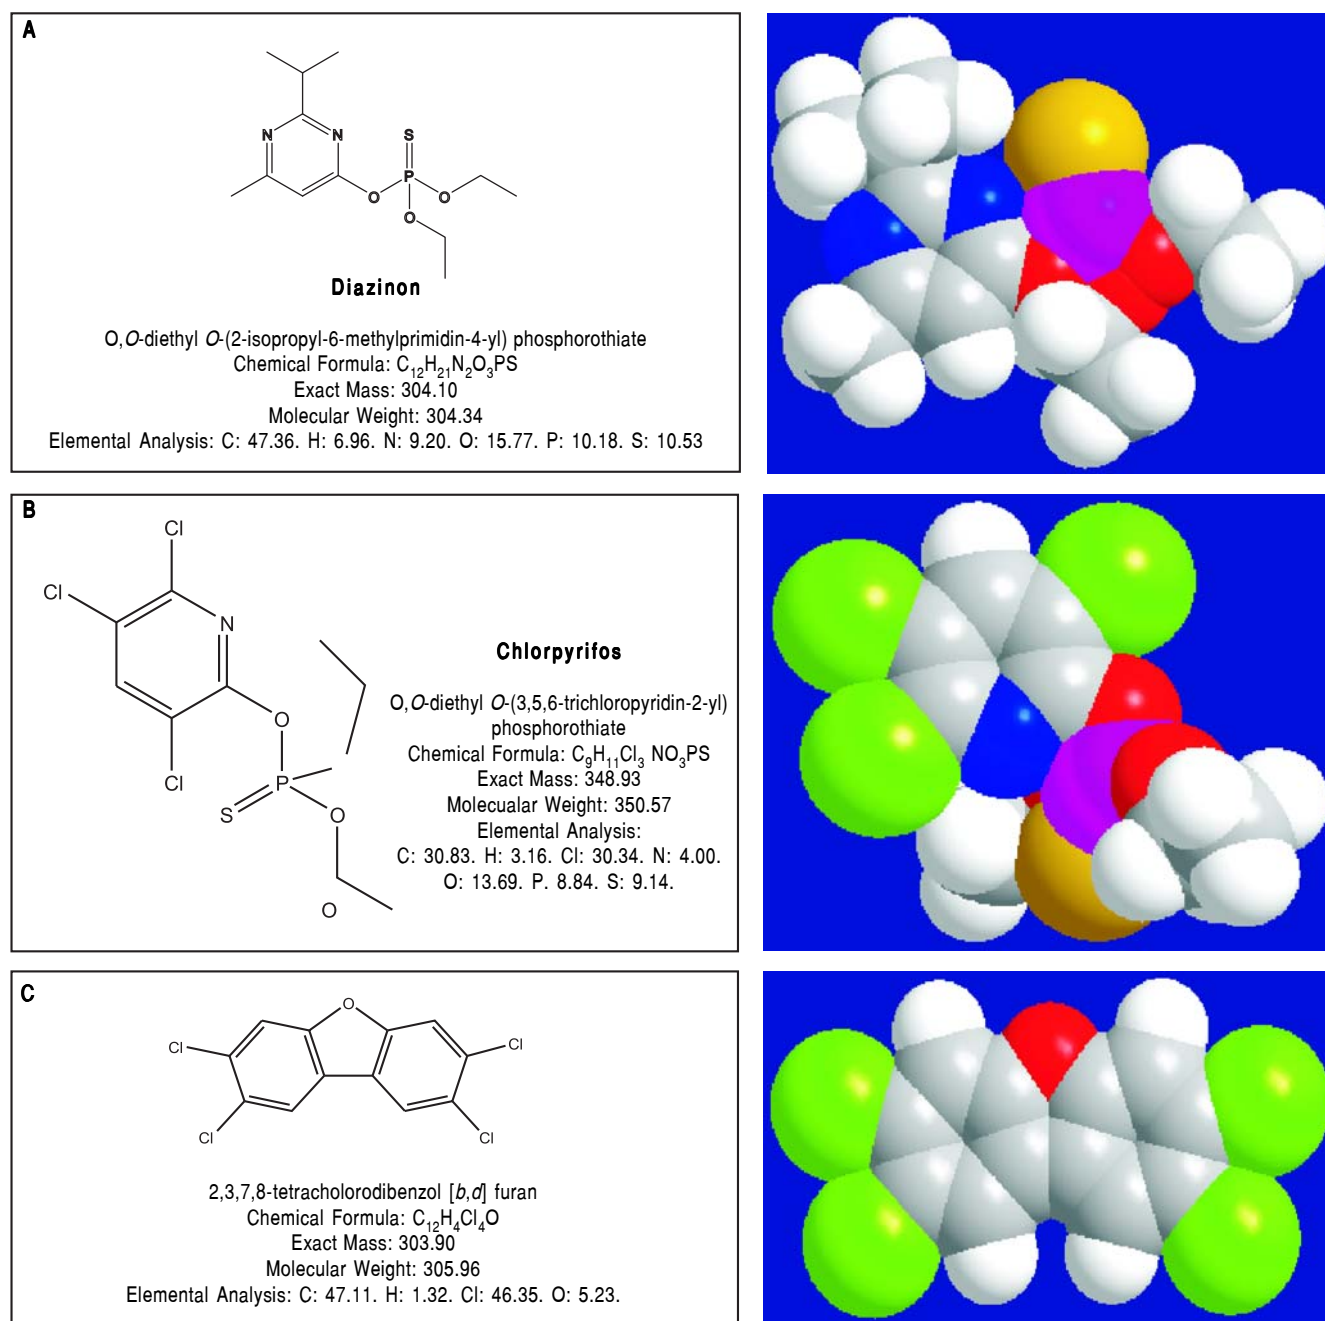 A
N
N
S
O
P
O
O
Diazinon
O,O-diethyl O-(2-isopropyl-6-methylprimidin-4-yl) phosphorothiate
Chemical Formula: C12H21N2O3PS
Exact Mass: 304.10
Molecular Weight: 304.34
Elemental Analysis: C: 47.36. H: 6.96. N: 9.20. O: 15.77. P: 10.18. S: 10.53
B
Cl
Cl
N
O
Cl
P
S
O
O
Chlorpyrifos
O,O-diethyl O-(3,5,6-trichloropyridin-2-yl)
phosphorothiate
Chemical Formula: C9H11Cl3 NO3PS
Exact Mass: 348.93
Molecualar Weight: 350.57
Elemental Analysis:
C: 30.83. H: 3.16. Cl: 30.34. N: 4.00.
O: 13.69. P. 8.84. S: 9.14.
C
O
Cl
Cl
Cl
Cl
2,3,7,8-tetracholorodibenzol [b,d] furan
Chemical Formula: C12H4Cl4O
Exact Mass: 303.90
Molecular Weight: 305.96
Elemental Analysis: C: 47.11. H: 1.32. Cl: 46.35. O: 5.23.